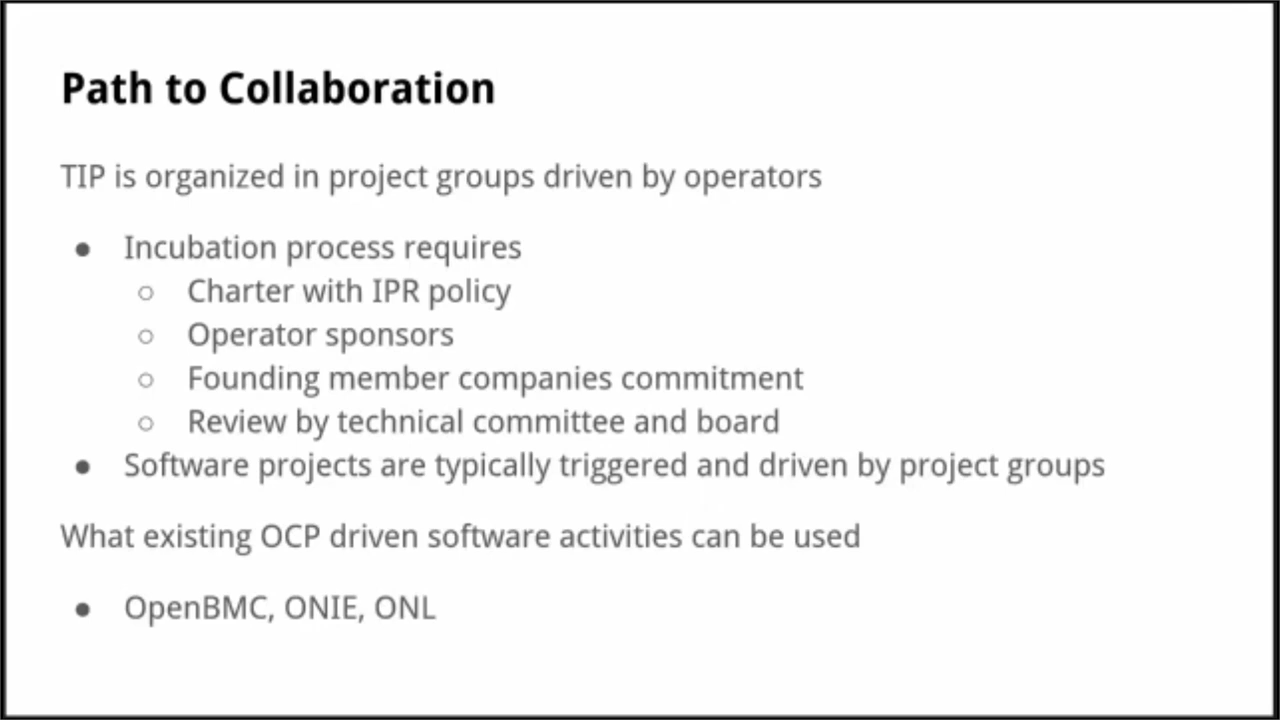 Path to Collaboration
TIP is organized in project groups driven by operators
● Incubation process requires
○ Charter with IPR policy
○ Operator sponsors
○ Founding member companies commitment
○ Review by technical committee and board
● Software projects are typically triggered and driven by project groups
What existing OCP driven software activities can be used
● OpenBMC, ONIE, ONL